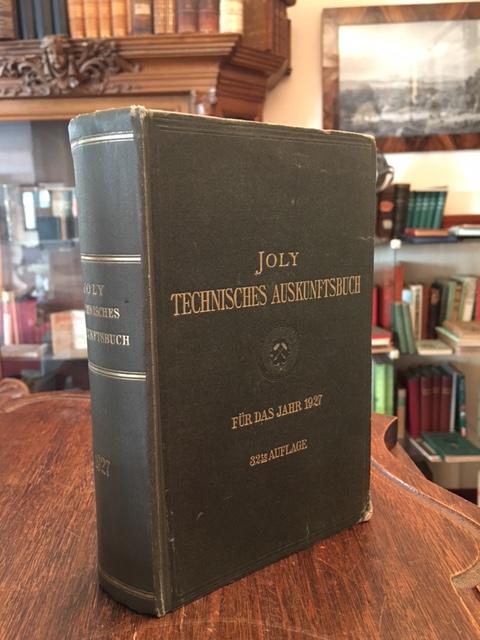 JOLY
TECHNISCHES AUSKUNFTSBUCH
FÜR DAS JAHR 1927
32te AUFLAGE
JOLY
TECHNISCHES
AUSKUNFTSBUCH
1927